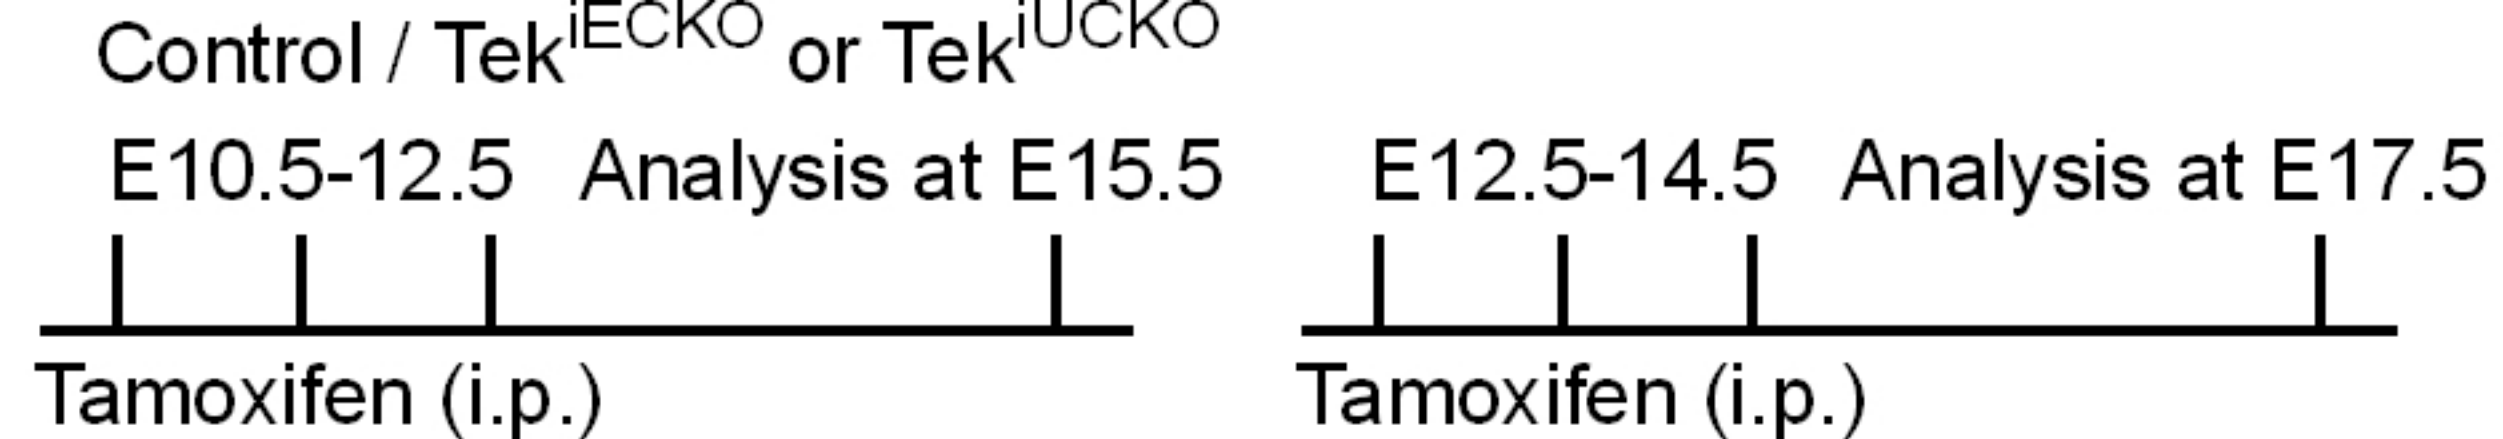 Control / Tek^iECKO or Tek^iUCKO
E10.5-12.5 Analysis at E15.5
Tamoxifen (i.p.)
E12.5-14.5 Analysis at E17.5
Tamoxifen (i.p.)